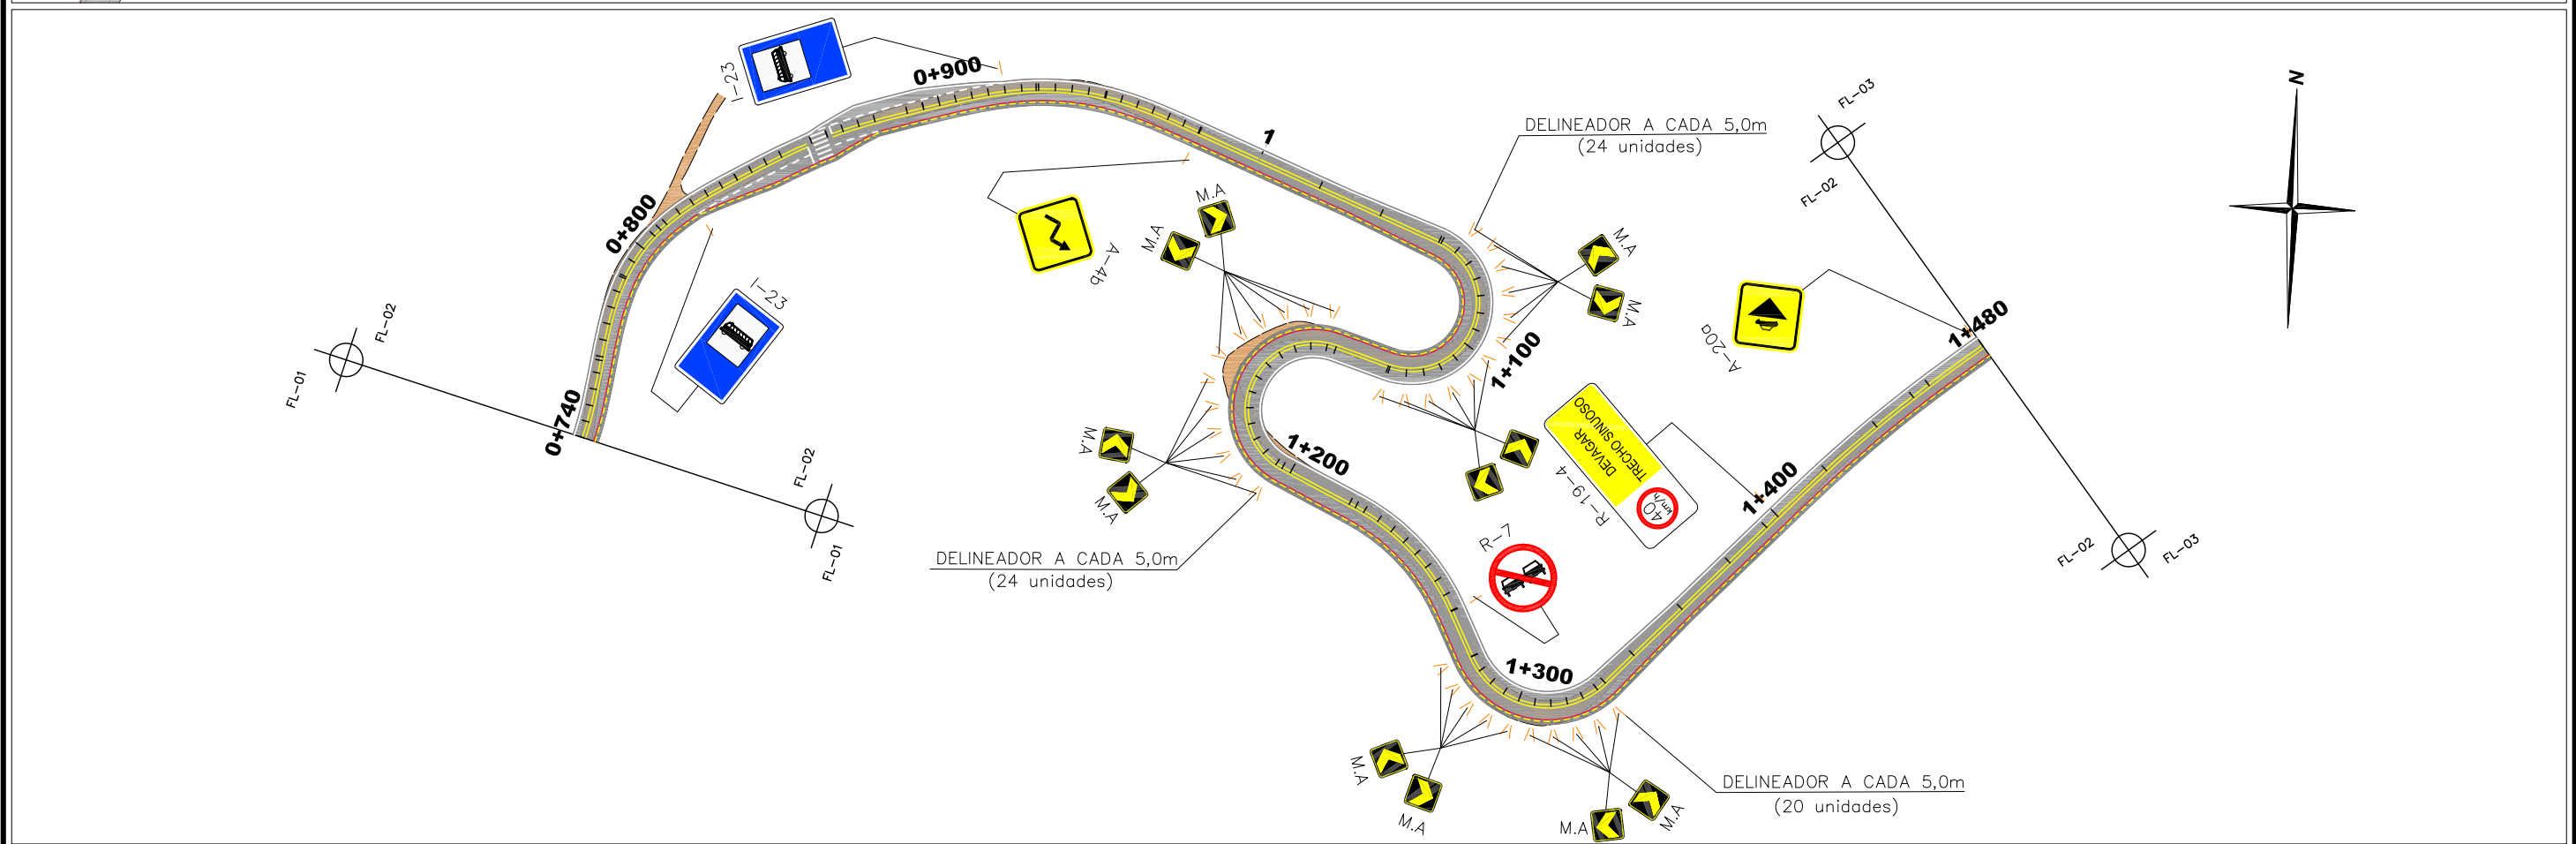 I-23
0+900
1
DELINEADOR A CADA 5,0m
(24 unidades)
FL-03
FL-02
N
0+800
I-23
A-4b
M.A
M.A
M.A
M.A
A-20a
1+480
FL-02
FL-01
0+740
FL-02
FL-01
1+100
M.A
M.A
1+200
DEVAGAR
TRECHO SINUOSO
40
km/h
R-19-4
1+400
R-7
DELINEADOR A CADA 5,0m
(24 unidades)
FL-02
FL-03
1+300
M.A
M.A
M.A
M.A
DELINEADOR A CADA 5,0m
(20 unidades)